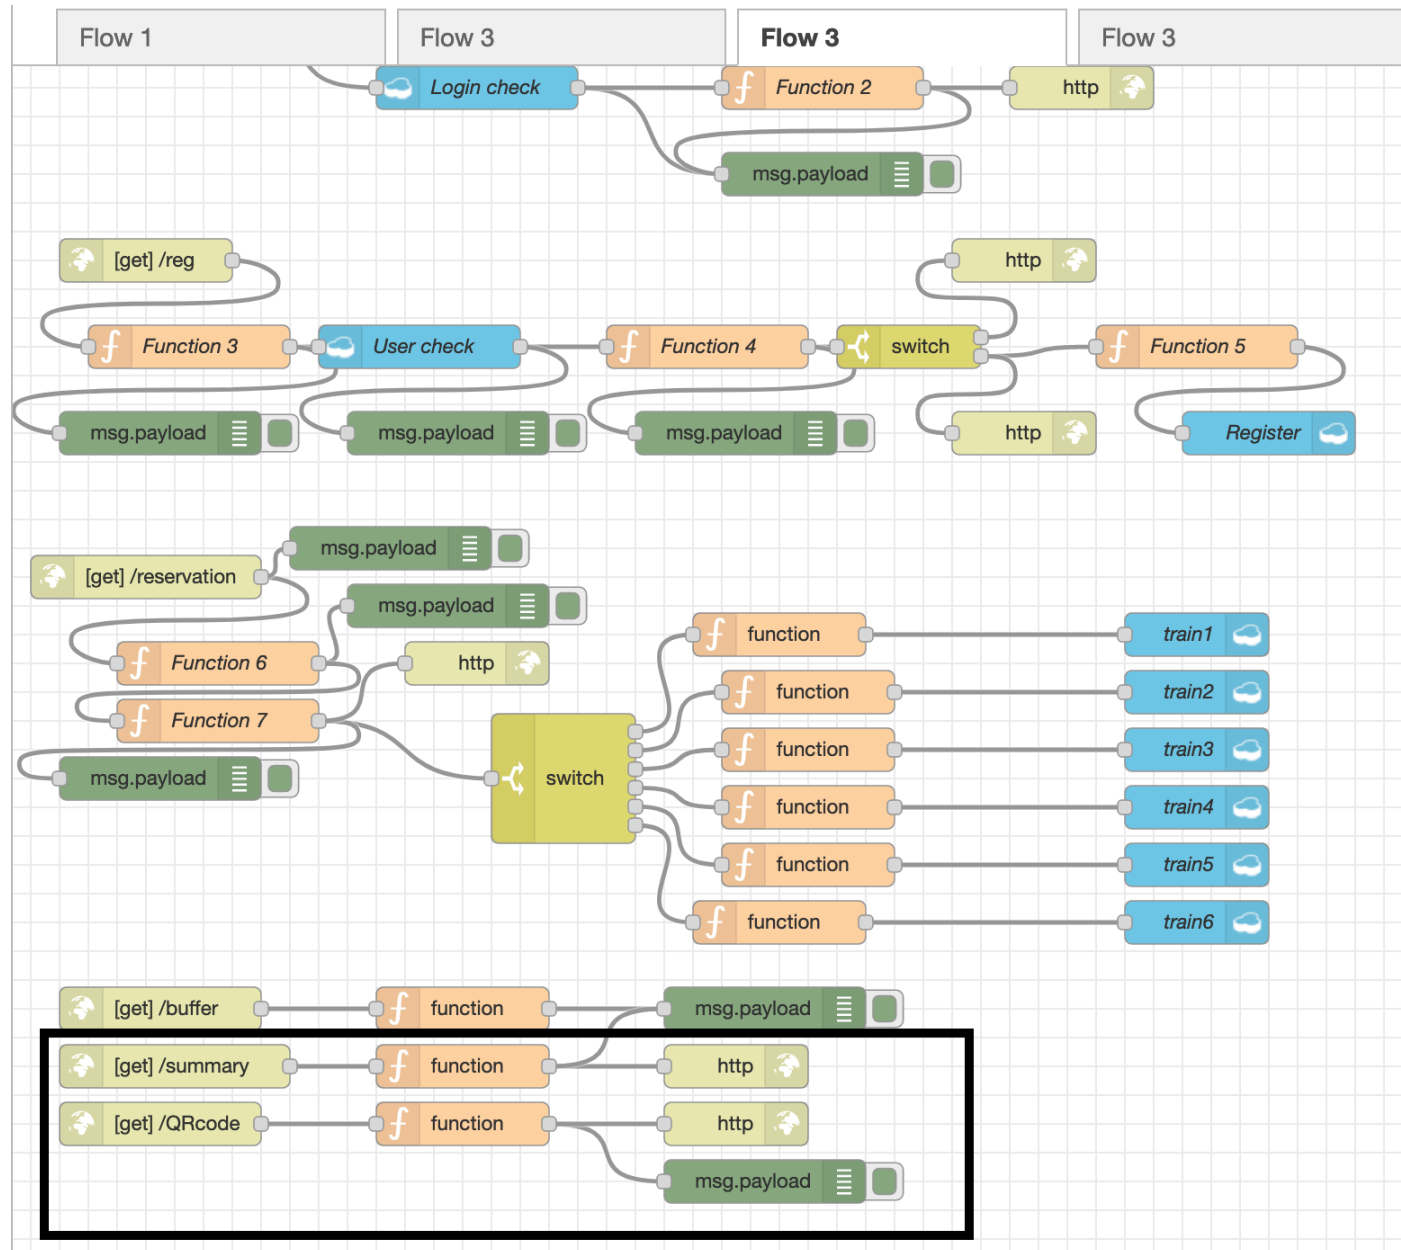 Flow 1
Flow 3
Flow 3
Flow 3
Login check
Function 2
http
msg.payload
[get] /reg
http
Function 3
User check
Function 4
switch
Function 5
msg.payload
msg.payload
msg.payload
http
Register
msg.payload
[get] /reservation
msg.payload
function
train1
Function 6
http
function
train2
Function 7
function
train3
msg.payload
switch
function
train4
function
train5
function
train6
[get] /buffer
function
msg.payload
[get] /summary
function
http
[get] /QRcode
function
http
msg.payload